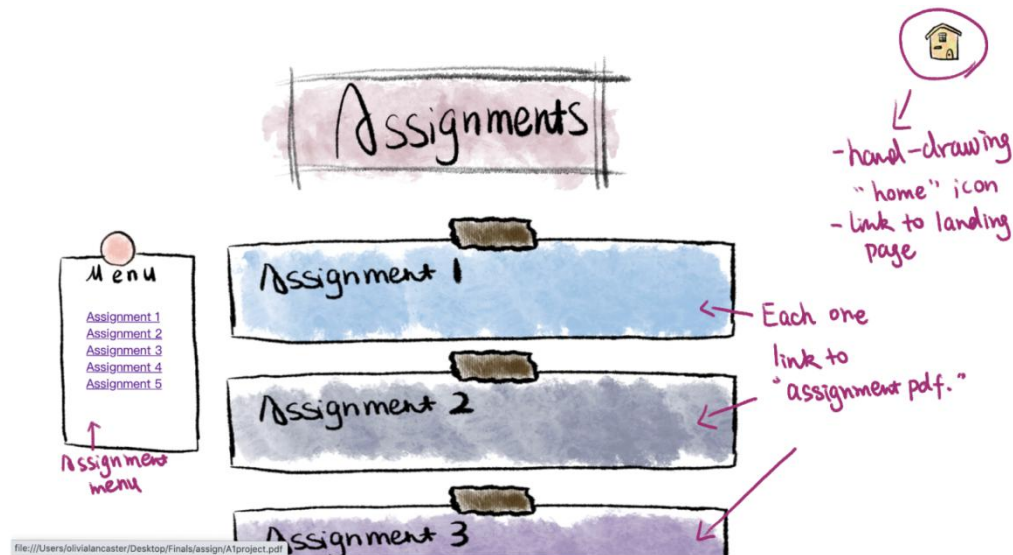 Assignments
- hand-drawing
"home" icon
- link to landing
page
Menu
Assignment 1
Assignment 2
Assignment 3
Assignment 4
Assignment 5
Assignment
menu
Assignment 1
Each one
link to
"assignment pdf."
Assignment 2
Assignment 3
file:///Users/olivialancaster/Desktop/Finals/assign/A1project.pdf